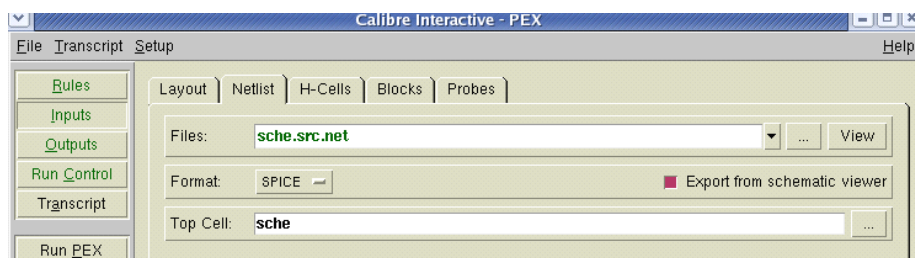 Calibre Interactive - PEX
File Transcript Setup Help
Rules
Inputs
Outputs
Run Control
Transcript
Run PEX
Layout Netlist H-Cells Blocks Probes
Files: sche.src.net ... View
Format: SPICE Export from schematic viewer
Top Cell: sche ...